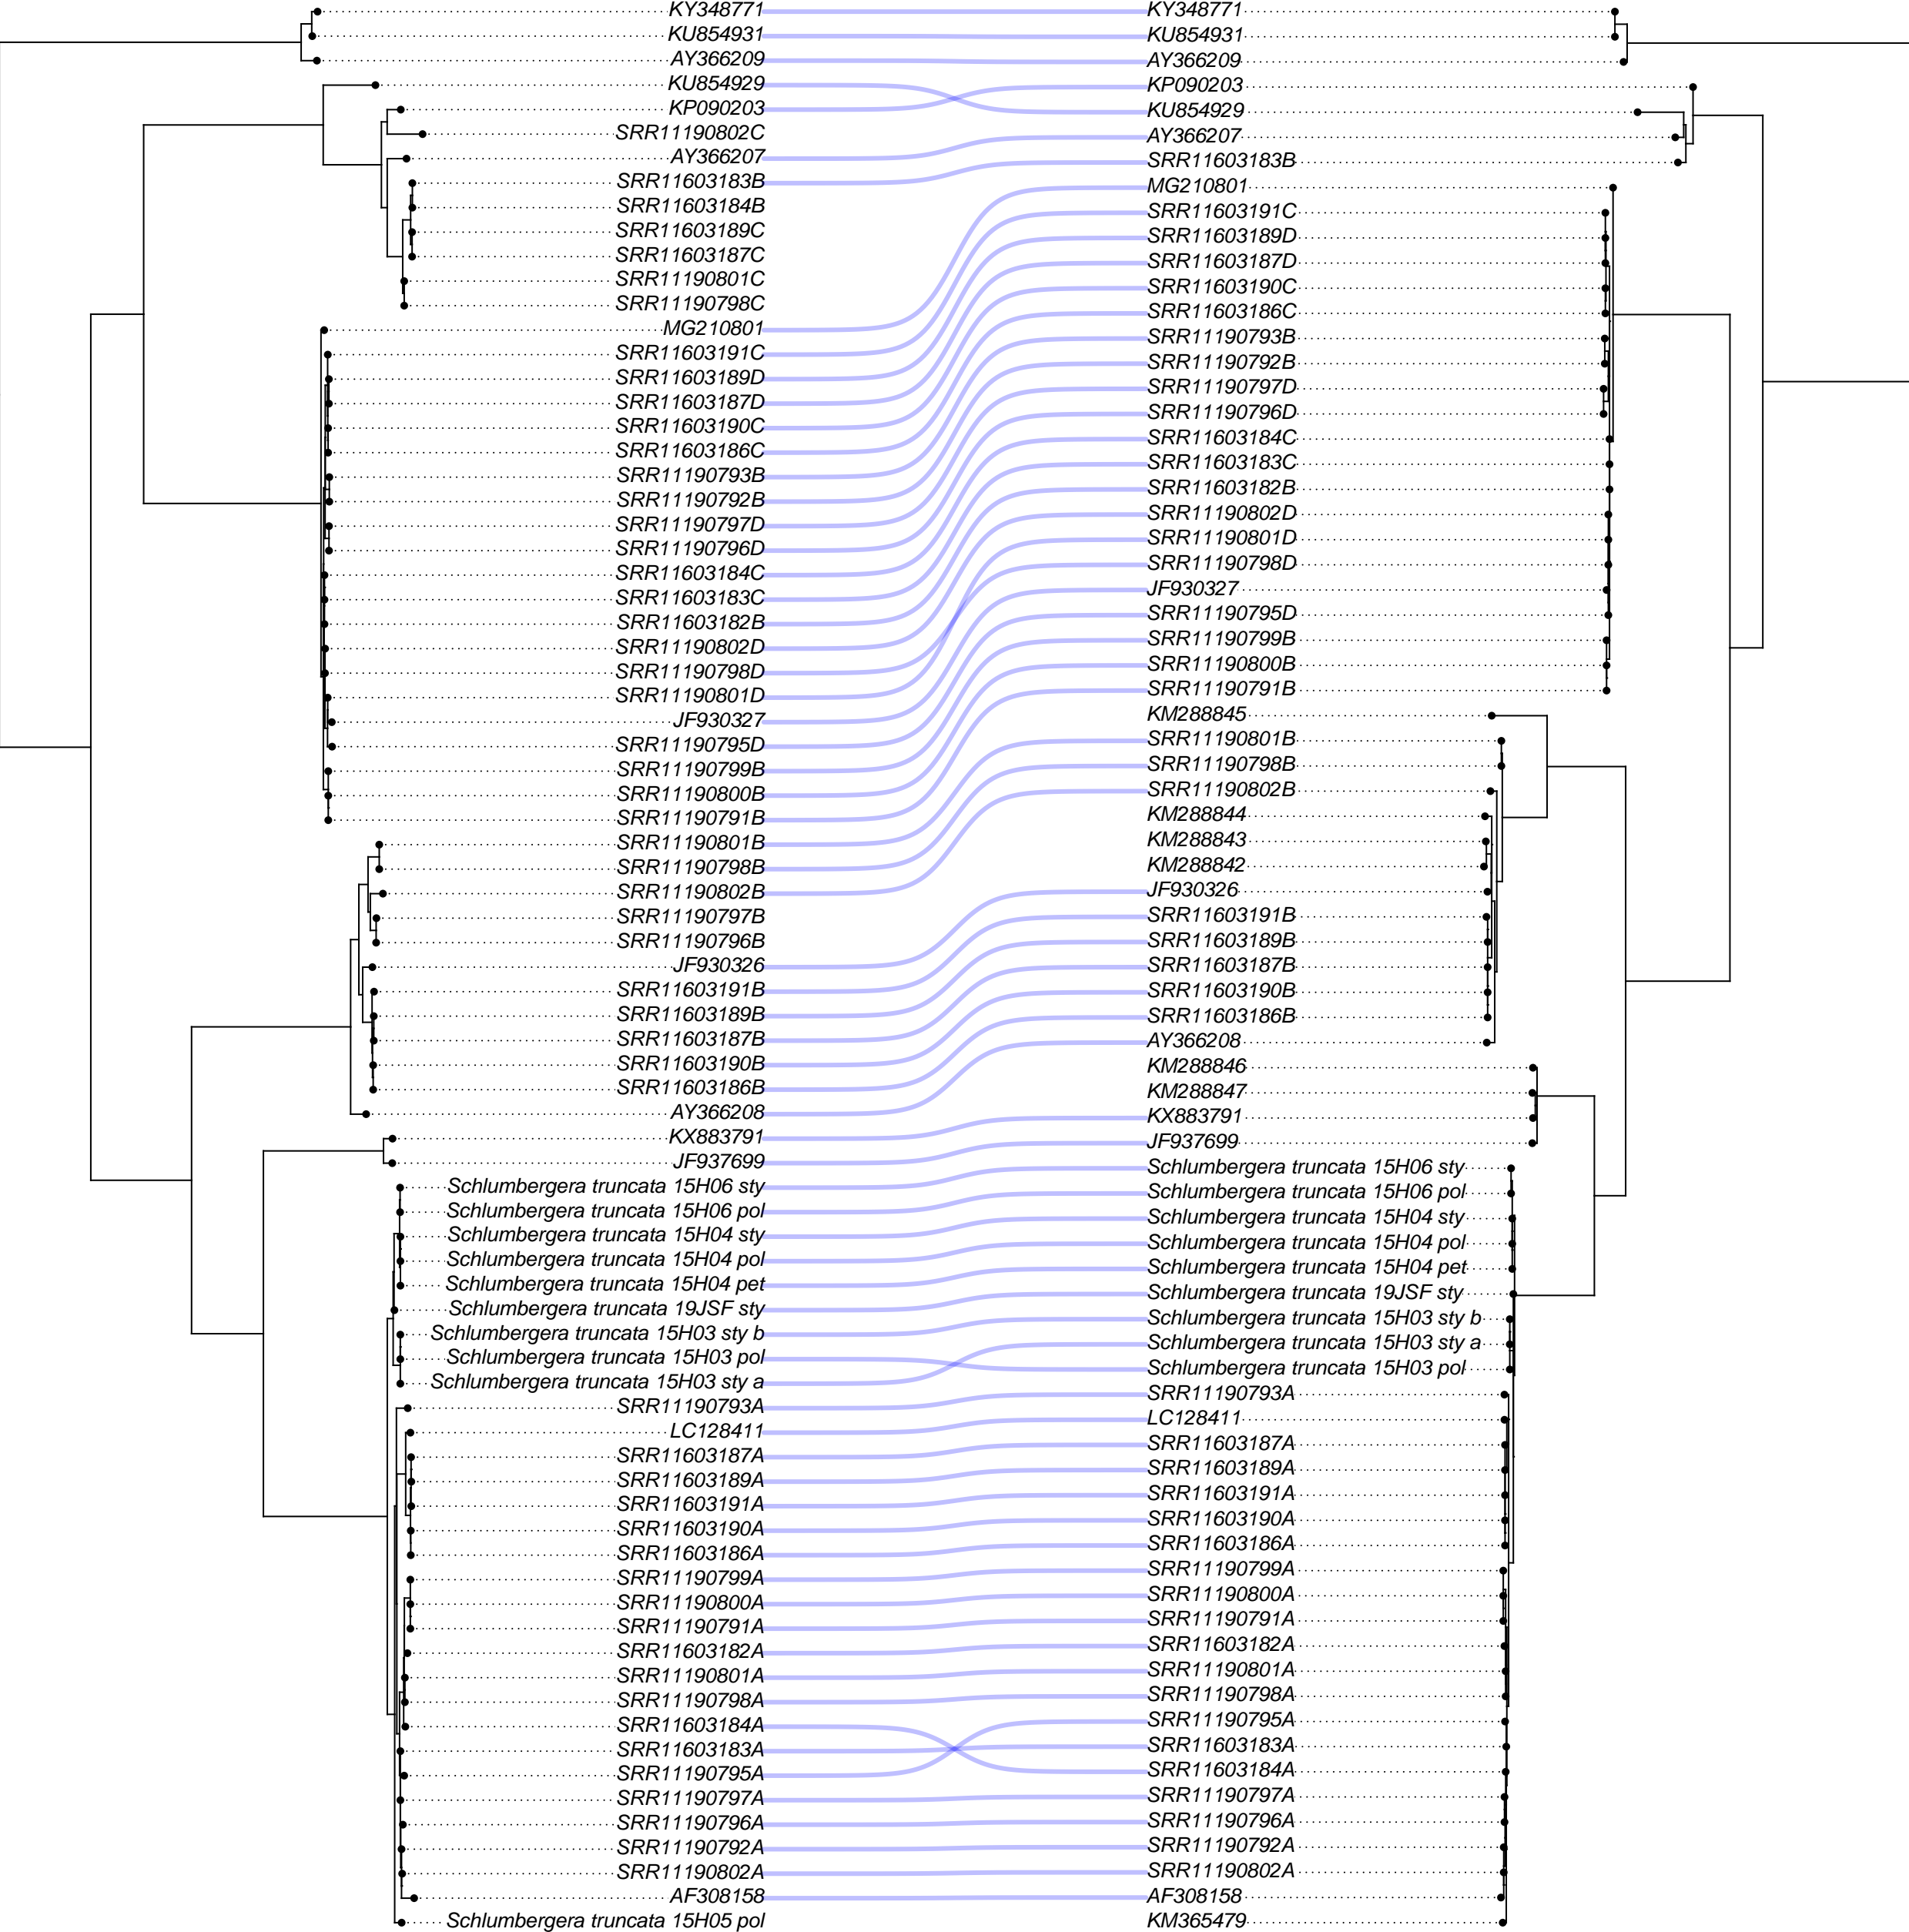 KY348771
KU854931
AY366209
KU854929
KP090203
SRR11190802C
AY366207
SRR11603183B
SRR11603184B
SRR11603189C
SRR11603187C
SRR11190801C
SRR11190798C
MG210801
SRR11603191C
SRR11603189D
SRR11603187D
SRR11603190C
SRR11603186C
SRR11190793B
SRR11190792B
SRR11190797D
SRR11190796D
SRR11603184C
SRR11603183C
SRR11603182B
SRR11190802D
SRR11190798D
SRR11190801D
JF930327
SRR11190795D
SRR11190799B
SRR11190800B
SRR11190791B
SRR11190801B
SRR11190798B
SRR11190802B
SRR11190797B
SRR11190796B
JF930326
SRR11603191B
SRR11603189B
SRR11603187B
SRR11603190B
SRR11603186B
AY366208
KX883791
JF937699
Schlumbergera truncata 15H06 sty
Schlumbergera truncata 15H06 pol
Schlumbergera truncata 15H04 sty
Schlumbergera truncata 15H04 pol
Schlumbergera truncata 15H04 pet
Schlumbergera truncata 19JSF sty
Schlumbergera truncata 15H03 sty b
Schlumbergera truncata 15H03 pol
Schlumbergera truncata 15H03 sty a
SRR11190793A
LC128411
SRR11603187A
SRR11603189A
SRR11603191A
SRR11603190A
SRR11603186A
SRR11190799A
SRR11190800A
SRR11190791A
SRR11603182A
SRR11190801A
SRR11190798A
SRR11603184A
SRR11603183A
SRR11190795A
SRR11190797A
SRR11190796A
SRR11190792A
SRR11190802A
AF308158
Schlumbergera truncata 15H05 pol
KY348771
KU854931
AY366209
KP090203
KU854929
AY366207
SRR11603183B
MG210801
SRR11603191C
SRR11603189D
SRR11603187D
SRR11603190C
SRR11603186C
SRR11190793B
SRR11190792B
SRR11190797D
SRR11190796D
SRR11603184C
SRR11603183C
SRR11603182B
SRR11190802D
SRR11190801D
SRR11190798D
JF930327
SRR11190795D
SRR11190799B
SRR11190800B
SRR11190791B
KM288845
SRR11190801B
SRR11190798B
SRR11190802B
KM288844
KM288843
KM288842
JF930326
SRR11603191B
SRR11603189B
SRR11603187B
SRR11603190B
SRR11603186B
AY366208
KM288846
KM288847
KX883791
JF937699
Schlumbergera truncata 15H06 sty
Schlumbergera truncata 15H06 pol
Schlumbergera truncata 15H04 sty
Schlumbergera truncata 15H04 pol
Schlumbergera truncata 15H04 pet
Schlumbergera truncata 19JSF sty
Schlumbergera truncata 15H03 sty b
Schlumbergera truncata 15H03 sty a
Schlumbergera truncata 15H03 pol
SRR11190793A
LC128411
SRR11603187A
SRR11603189A
SRR11603191A
SRR11603190A
SRR11603186A
SRR11190799A
SRR11190800A
SRR11190791A
SRR11603182A
SRR11190801A
SRR11190798A
SRR11190795A
SRR11603183A
SRR11603184A
SRR11190797A
SRR11190796A
SRR11190792A
SRR11190802A
AF308158
KM365479